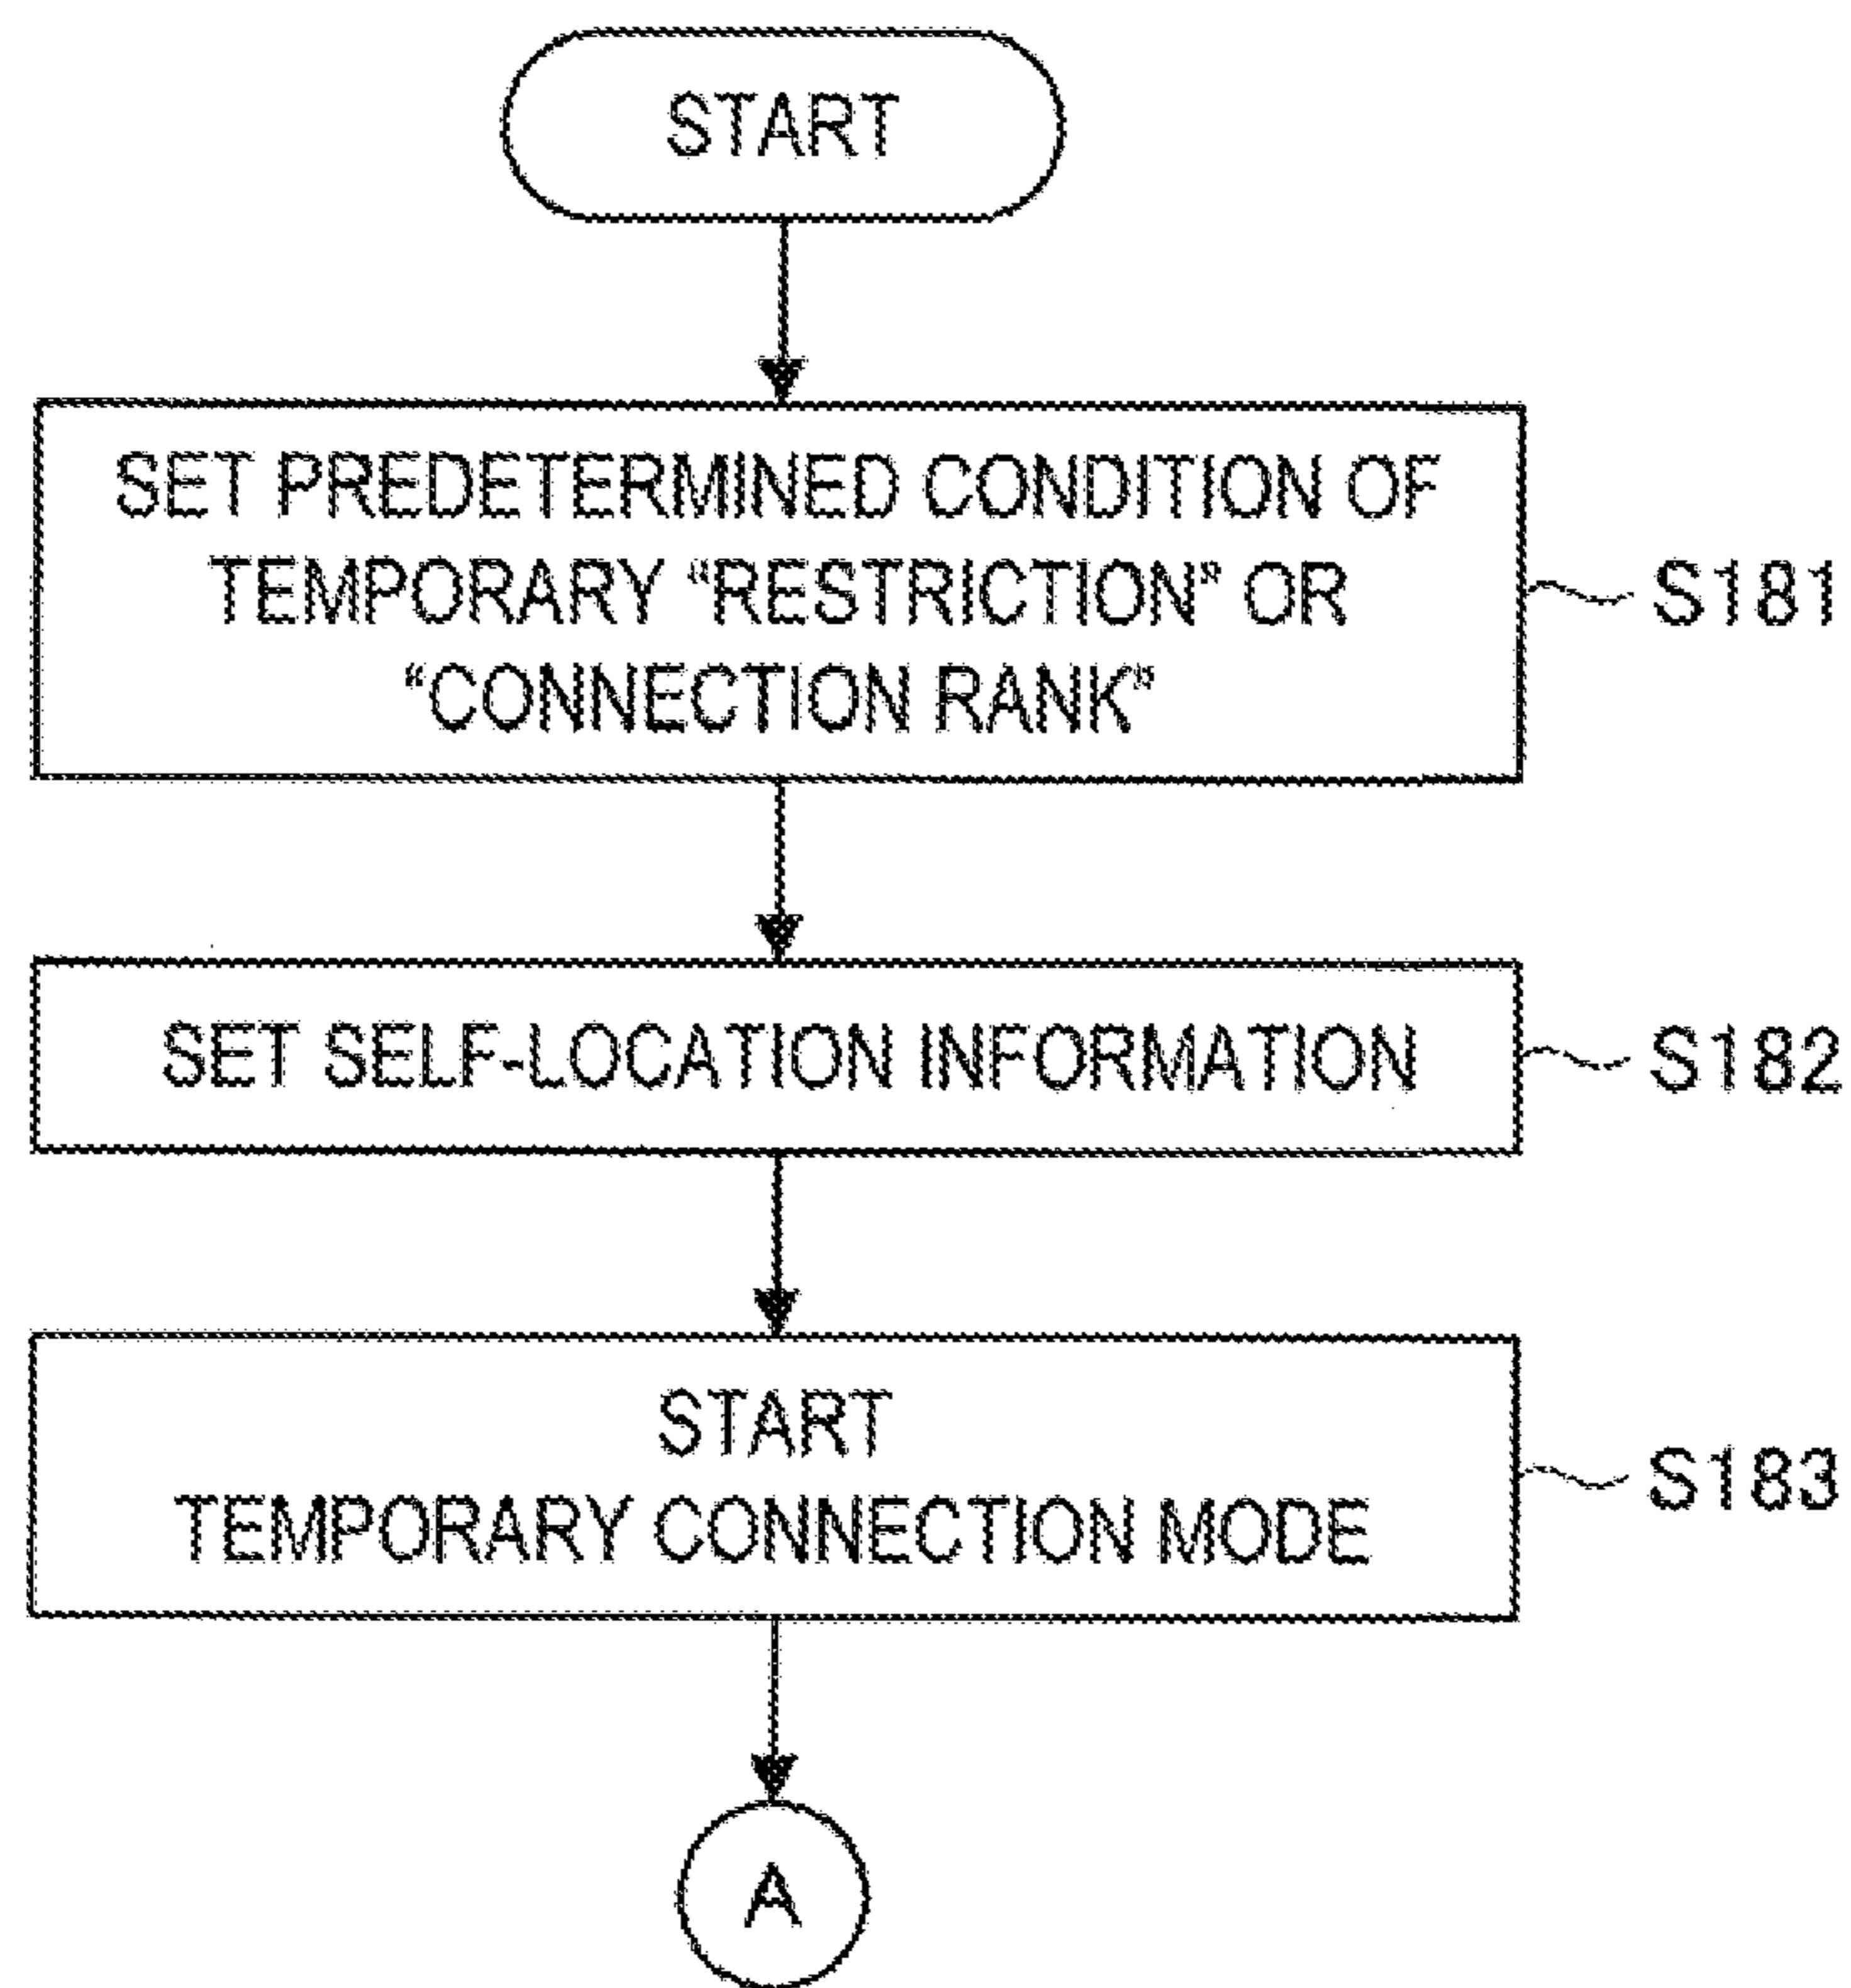 START
SET PREDETERMINED CONDITION OF
TEMPORARY “RESTRICTION” OR
“CONNECTION RANK”
S181
SET SELF-LOCATION INFORMATION
S182
START
TEMPORARY CONNECTION MODE
S183
A